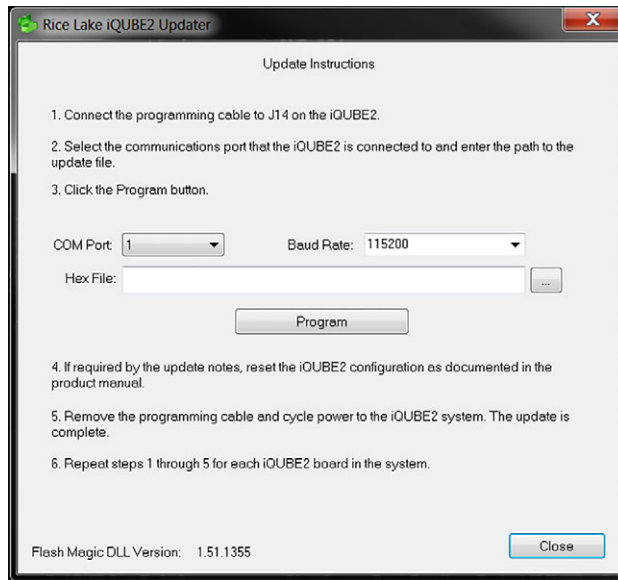 Rice Lake iQUBE2 Updater
X
Update Instructions
1. Connect the programming cable to J14 on the iQUBE2.
2. Select the communications port that the iQUBE2 is connected to and enter the path to the
update file.
3. Click the Program button.
COM Port: 1 Baud Rate: 115200
Hex File: ...
Program
4. If required by the update notes, reset the iQUBE2 configuration as documented in the
product manual.
5. Remove the programming cable and cycle power to the iQUBE2 system. The update is
complete.
6. Repeat steps 1 through 5 for each iQUBE2 board in the system.
Flash Magic DLL Version: 1.51.1355
Close